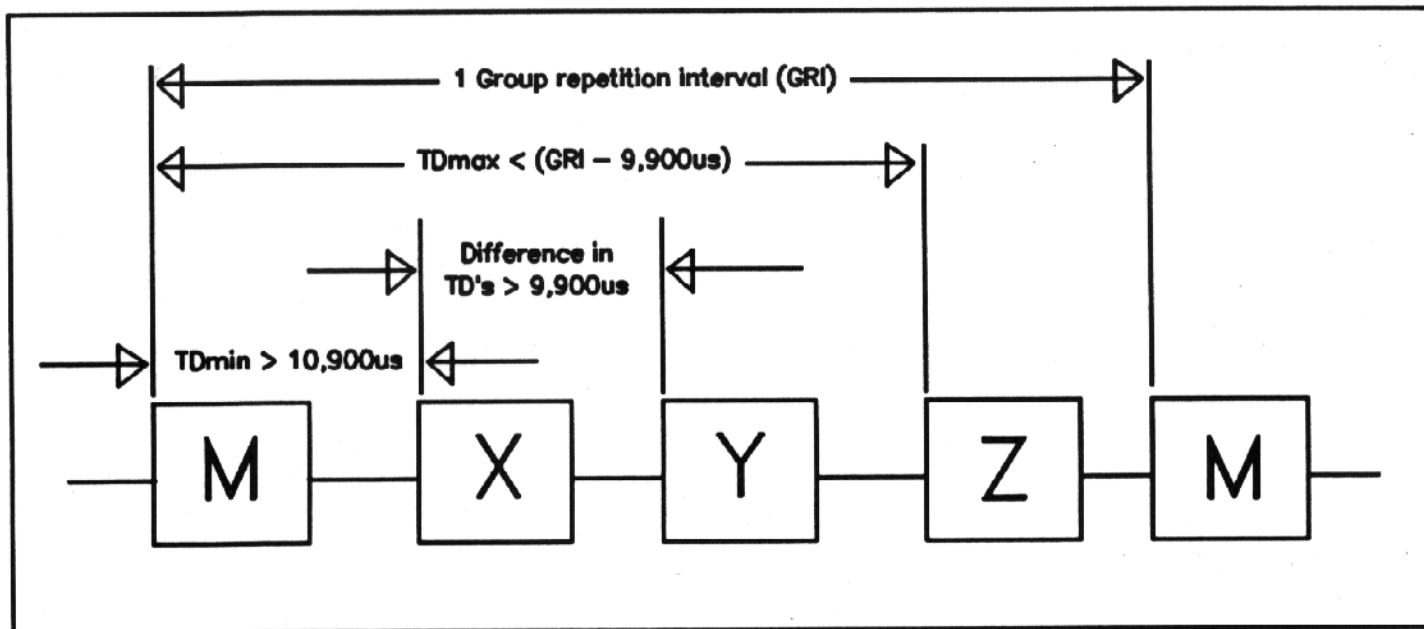 1 Group repetition interval (GRI)
TDmax < (GRI – 9,900us)
Difference in
TD's > 9,900us
TDmin > 10,900us
M X Y Z M